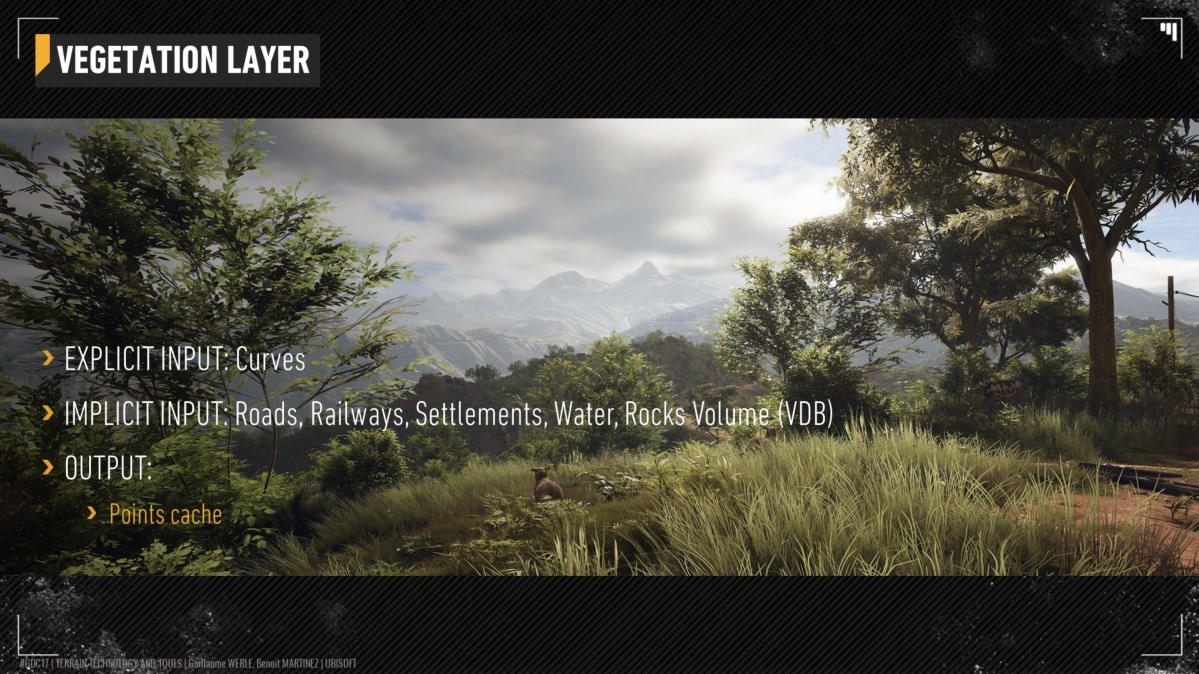 VEGETATION LAYER
EXPLICIT INPUT: Curves
IMPLICIT INPUT: Roads, Railways, Settlements, Water, Rocks Volume (VDB)
OUTPUT:
Points cache
#GDC17 | TERRAIN TECHNOLOGY AND TOOLS | Guillaume WERLE, Benoit MARTINEZ | UBISOFT